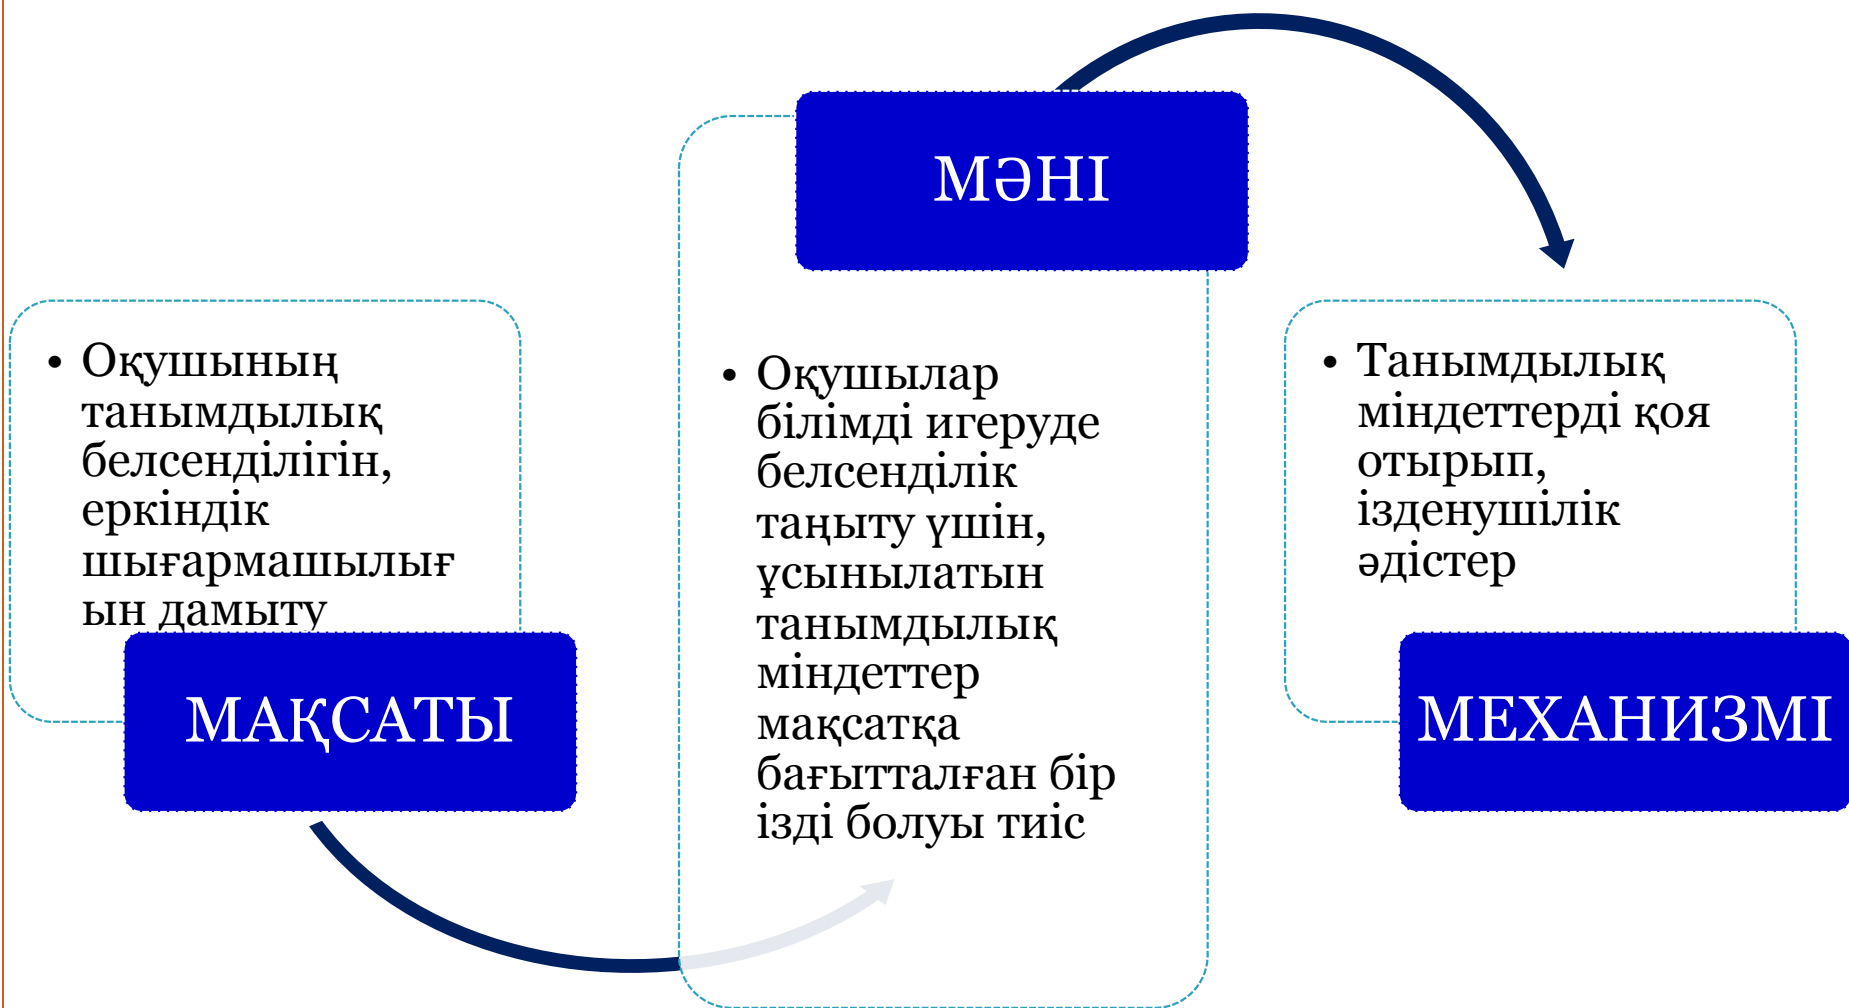 • Оқушының
танымдылық
белсенділігін,
еркіндік
шығармашылығ
ын дамыту
МАҚСАТЫ
МӘНІ
• Оқушылар
білімді игеруде
белсенділік
таңыту үшін,
ұсынылатын
танымдылық
міндеттер
мақсатқа
бағытталған бір
ізді болуы тиіс
• Танымдылық
міндеттерді қоя
отырып,
ізденушілік
әдістер
МЕХАНИЗМІ